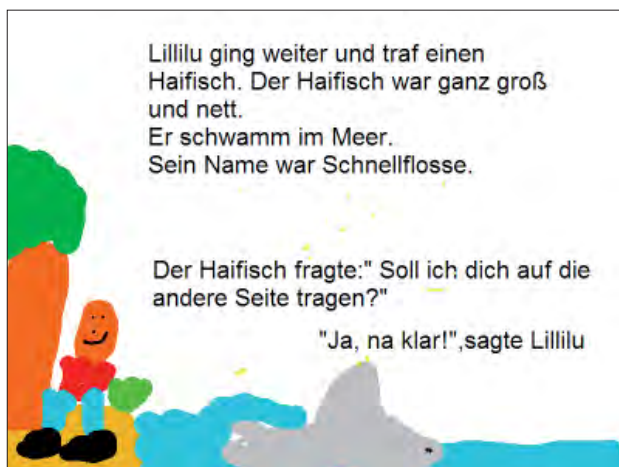 Lillilu ging weiter und traf einen
Haifisch. Der Haifisch war ganz groß
und nett.
Er schwamm im Meer.
Sein Name war Schnellflosse.
Der Haifisch fragte:" Soll ich dich auf die
andere Seite tragen?"
"Ja, na klar!",sagte Lillilu